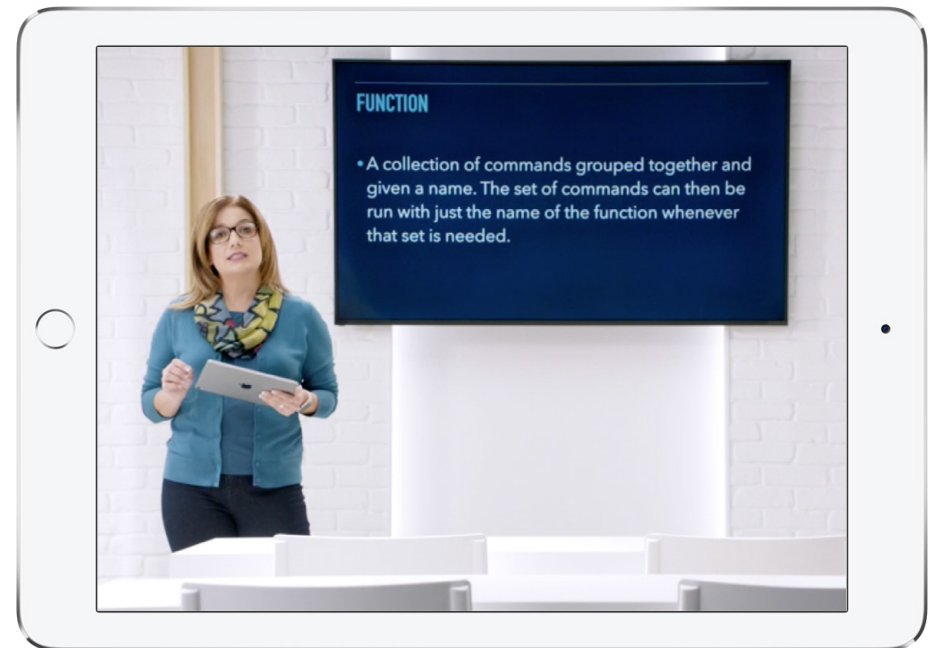 FUNCTION
• A collection of commands grouped together and
given a name. The set of commands can then be
run with just the name of the function whenever
that set is needed.